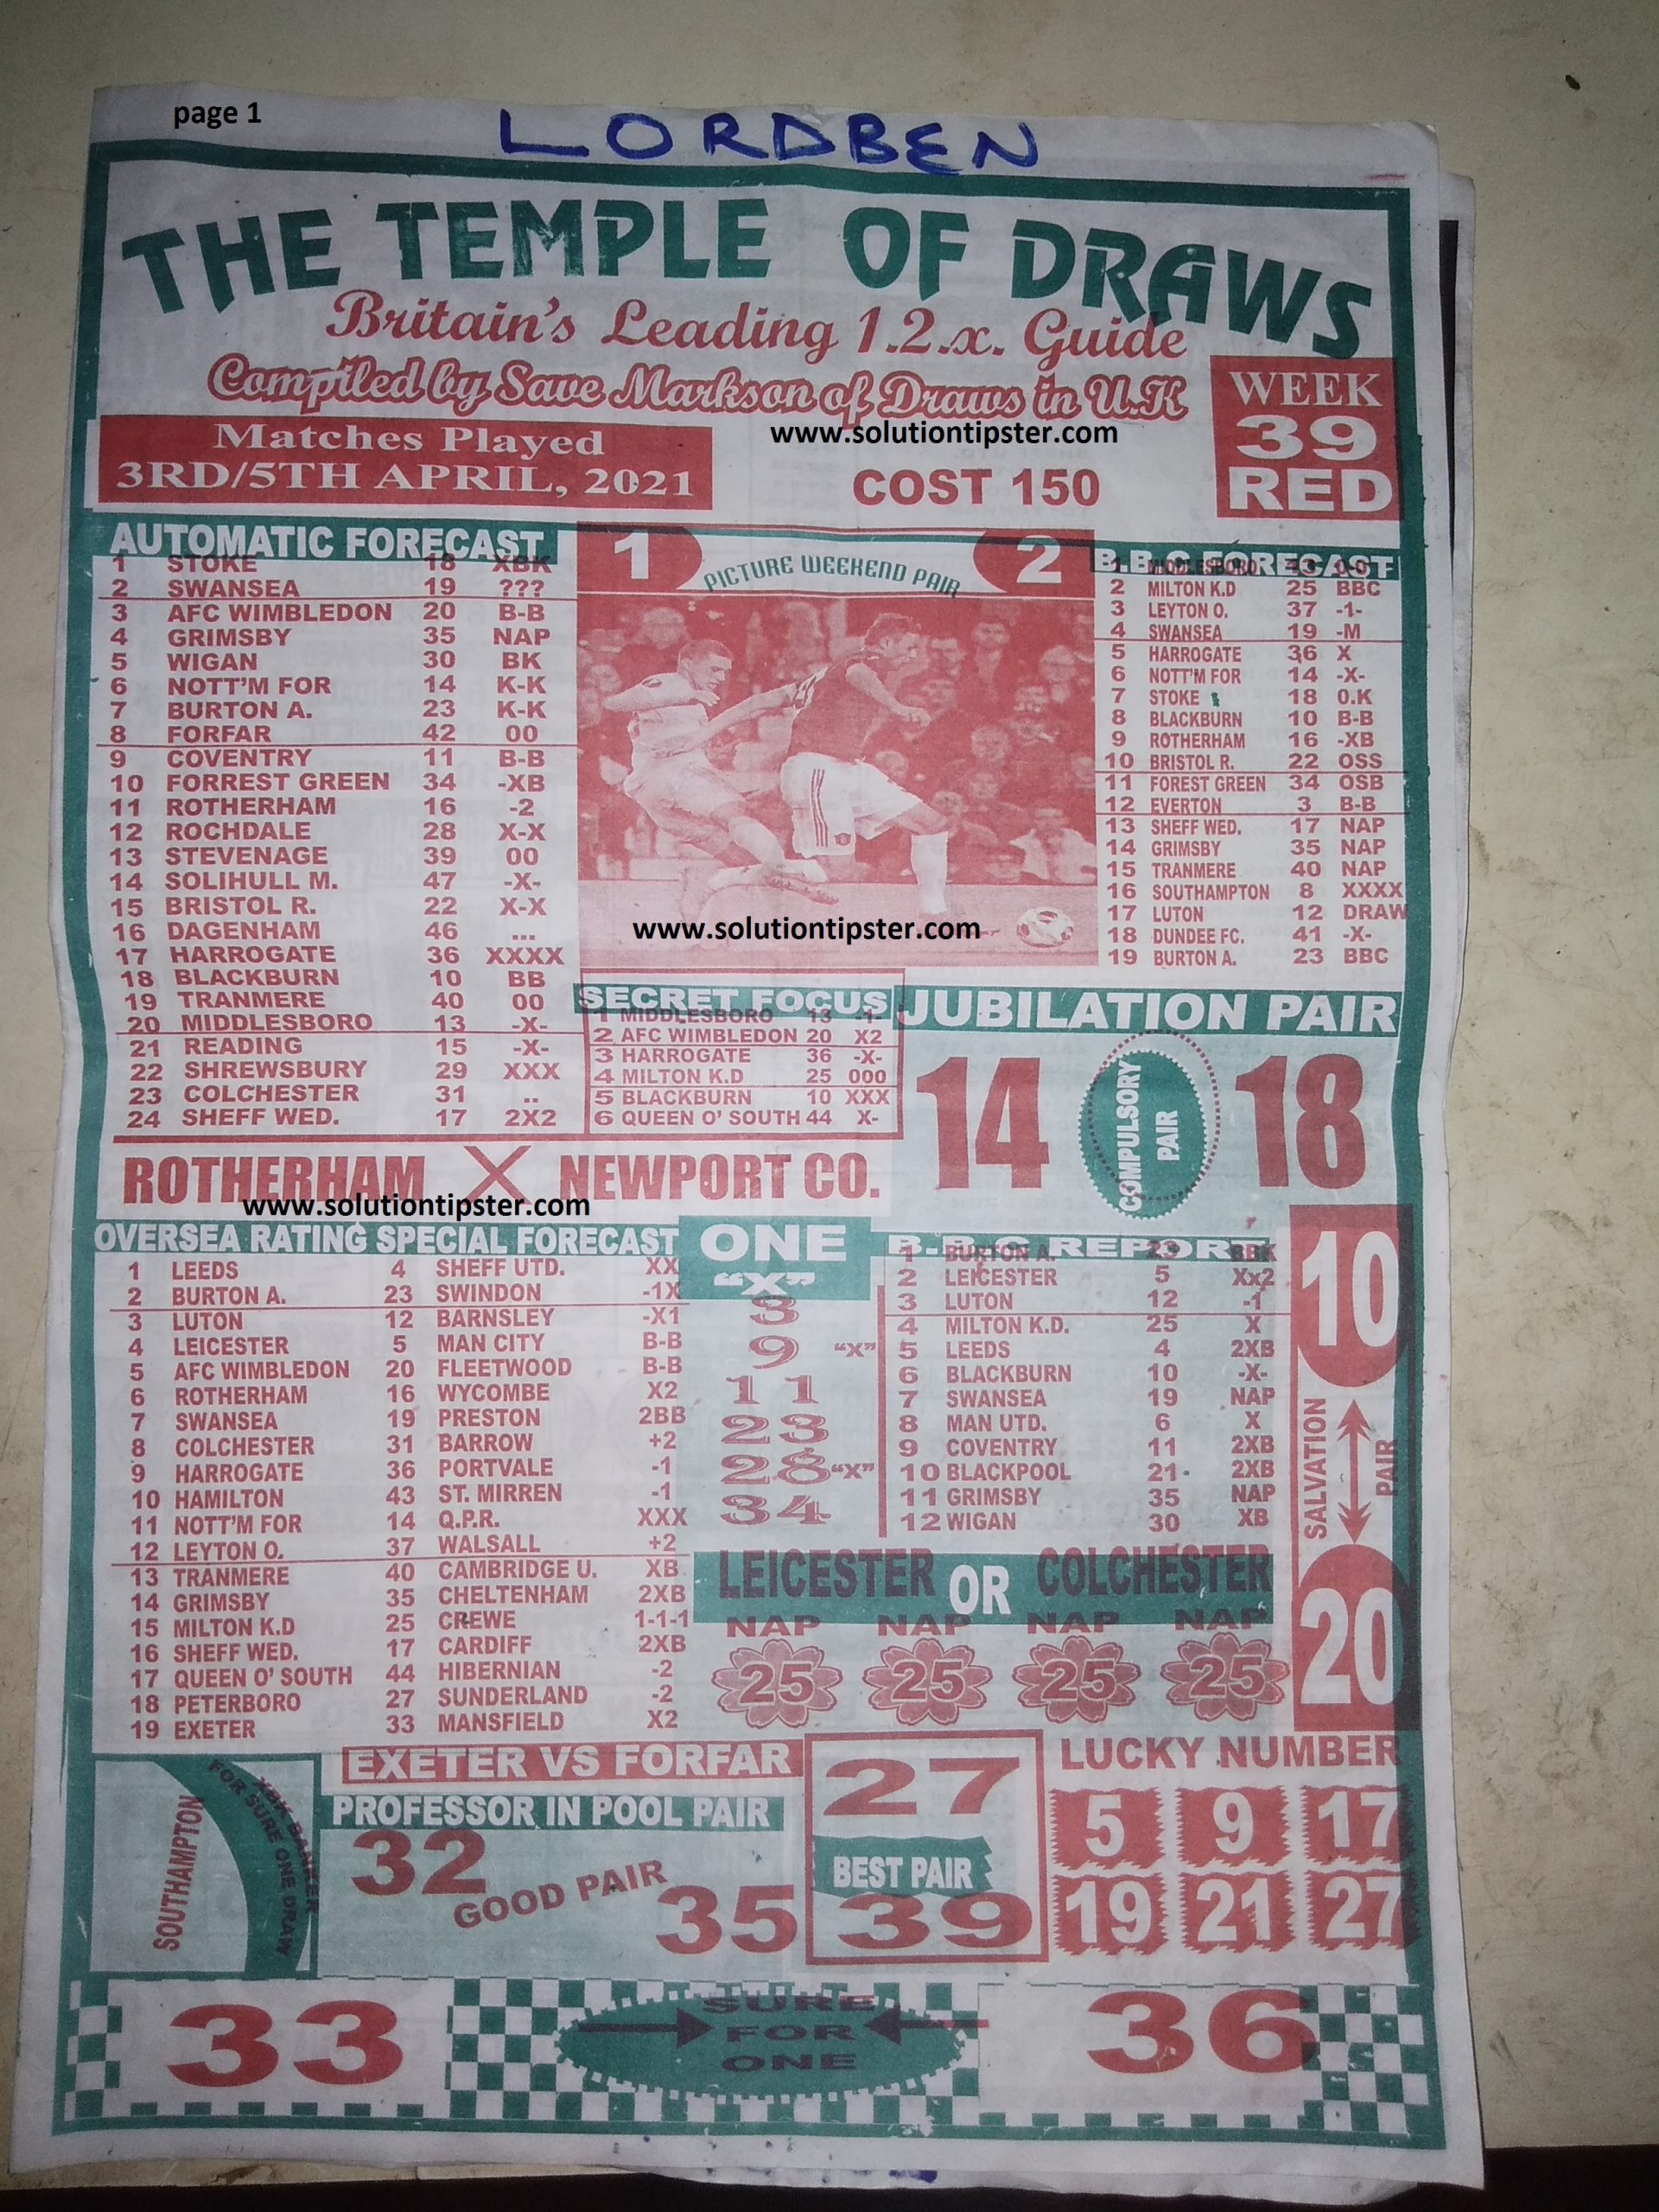 page 1
LORDBEN
THE TEMPLE OF DRAWS
Britain's Leading 1.2.x. Guide
Compiled by Save Markson of Draws in U.K
WEEK
39
RED
Matches Played
3RD/5TH APRIL, 2021
www.solutiontipster.com
COST 150
AUTOMATIC FORECAST
1 STOKE 18 XBK
2 SWANSEA 19 ???
3 AFC WIMBLEDON 20 B-B
4 GRIMSBY 35 NAP
5 WIGAN 30 BK
6 NOTT'M FOR 14 K-K
7 BURTON A. 23 K-K
8 FORFAR 42 00
9 COVENTRY 11 B-B
10 FORREST GREEN 34 -XB
11 ROTHERHAM 16 -2
12 ROCHDALE 28 X-X
13 STEVENAGE 39 00
14 SOLIHULL M. 47 -X-
15 BRISTOL R. 22 X-X
16 DAGENHAM 46 ...
17 HARROGATE 36 XXXX
18 BLACKBURN 10 BB
19 TRANMERE 40 00
20 MIDDLESBORO 13 -X-
21 READING 15 -X-
22 SHREWSBURY 29 XXX
23 COLCHESTER 31 ..
24 SHEFF WED. 17 2X2
1 PICTURE WEEKEND PAIR 2
www.solutiontipster.com
B.B.C FORECAST
1 MIDDLESBORO
2 MILTON K.D 25 BBC
3 LEYTON O. 37 -1-
4 SWANSEA 19 -M
5 HARROGATE 36 X
6 NOTT'M FOR 14 -X-
7 STOKE 18 0.K
8 BLACKBURN 10 B-B
9 ROTHERHAM 16 -XB
10 BRISTOL R. 22 OSS
11 FOREST GREEN 34 OSB
12 EVERTON 3 B-B
13 SHEFF WED. 17 NAP
14 GRIMSBY 35 NAP
15 TRANMERE 40 NAP
16 SOUTHAMPTON 8 XXXX
17 LUTON 12 DRAW
18 DUNDEE FC. 41 -X-
19 BURTON A. 23 BBC
SECRET FOCUS
1 MIDDLESBORO 13 -1-
2 AFC WIMBLEDON 20 X2
3 HARROGATE 36 -X-
4 MILTON K.D 25 000
5 BLACKBURN 10 XXX
6 QUEEN O' SOUTH 44 X-
JUBILATION PAIR
14 COMPULSORY PAIR 18
ROTHERHAM X NEWPORT CO.
www.solutiontipster.com
OVERSEA RATING SPECIAL FORECAST
1 LEEDS 4 SHEFF UTD. XX
2 BURTON A. 23 SWINDON -1X
3 LUTON 12 BARNSLEY -X1
4 LEICESTER 5 MAN CITY B-B
5 AFC WIMBLEDON 20 FLEETWOOD B-B
6 ROTHERHAM 16 WYCOMBE X2
7 SWANSEA 19 PRESTON 2BB
8 COLCHESTER 31 BARROW +2
9 HARROGATE 36 PORTVALE -1
10 HAMILTON 43 ST. MIRREN -1
11 NOTT'M FOR 14 Q.P.R. XXX
12 LEYTON O. 37 WALSALL +2
13 TRANMERE 40 CAMBRIDGE U. XB
14 GRIMSBY 35 CHELTENHAM 2XB
15 MILTON K.D 25 CREWE 1-1-1
16 SHEFF WED. 17 CARDIFF 2XB
17 QUEEN O' SOUTH 44 HIBERNIAN -2
18 PETERBORO 27 SUNDERLAND -2
19 EXETER 33 MANSFIELD X2
ONE
"X"
3
9 "X"
11
23
28 "X"
34
B-B-C REPORT
1 BURTON A. 23 BBK
2 LEICESTER 5 Xx2
3 LUTON 12 -1
4 MILTON K.D. 25 X
5 LEEDS 4 2XB
6 BLACKBURN 10 -X-
7 SWANSEA 19 NAP
8 MAN UTD. 6 X
9 COVENTRY 11 2XB
10 BLACKPOOL 21 2XB
11 GRIMSBY 35 NAP
12 WIGAN 30 XB
10
SALVATION PAIR
20
LEICESTER OR COLCHESTER
NAP NAP NAP NAP
25 25 25 25
SOUTHAMPTON
XBK BANKER
FOR SURE ONE DRAW
EXETER VS FORFAR
PROFESSOR IN POOL PAIR
32
GOOD PAIR
35
27
BEST PAIR
39
LUCKY NUMBER
5 9 17
19 21 27
33
SURE
FOR
ONE
36